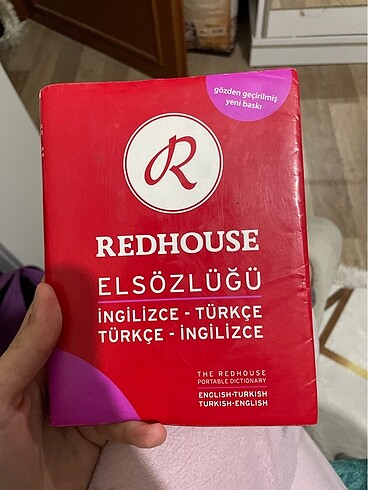 gözden geçirilmiş
yeni baskı
R
REDHOUSE
ELSÖZLÜĞÜ
İNGİLİZCE - TÜRKÇE
TÜRKÇE - İNGİLİZCE
THE REDHOUSE
PORTABLE DICTIONARY
ENGLISH-TURKISH
TURKISH-ENGLISH